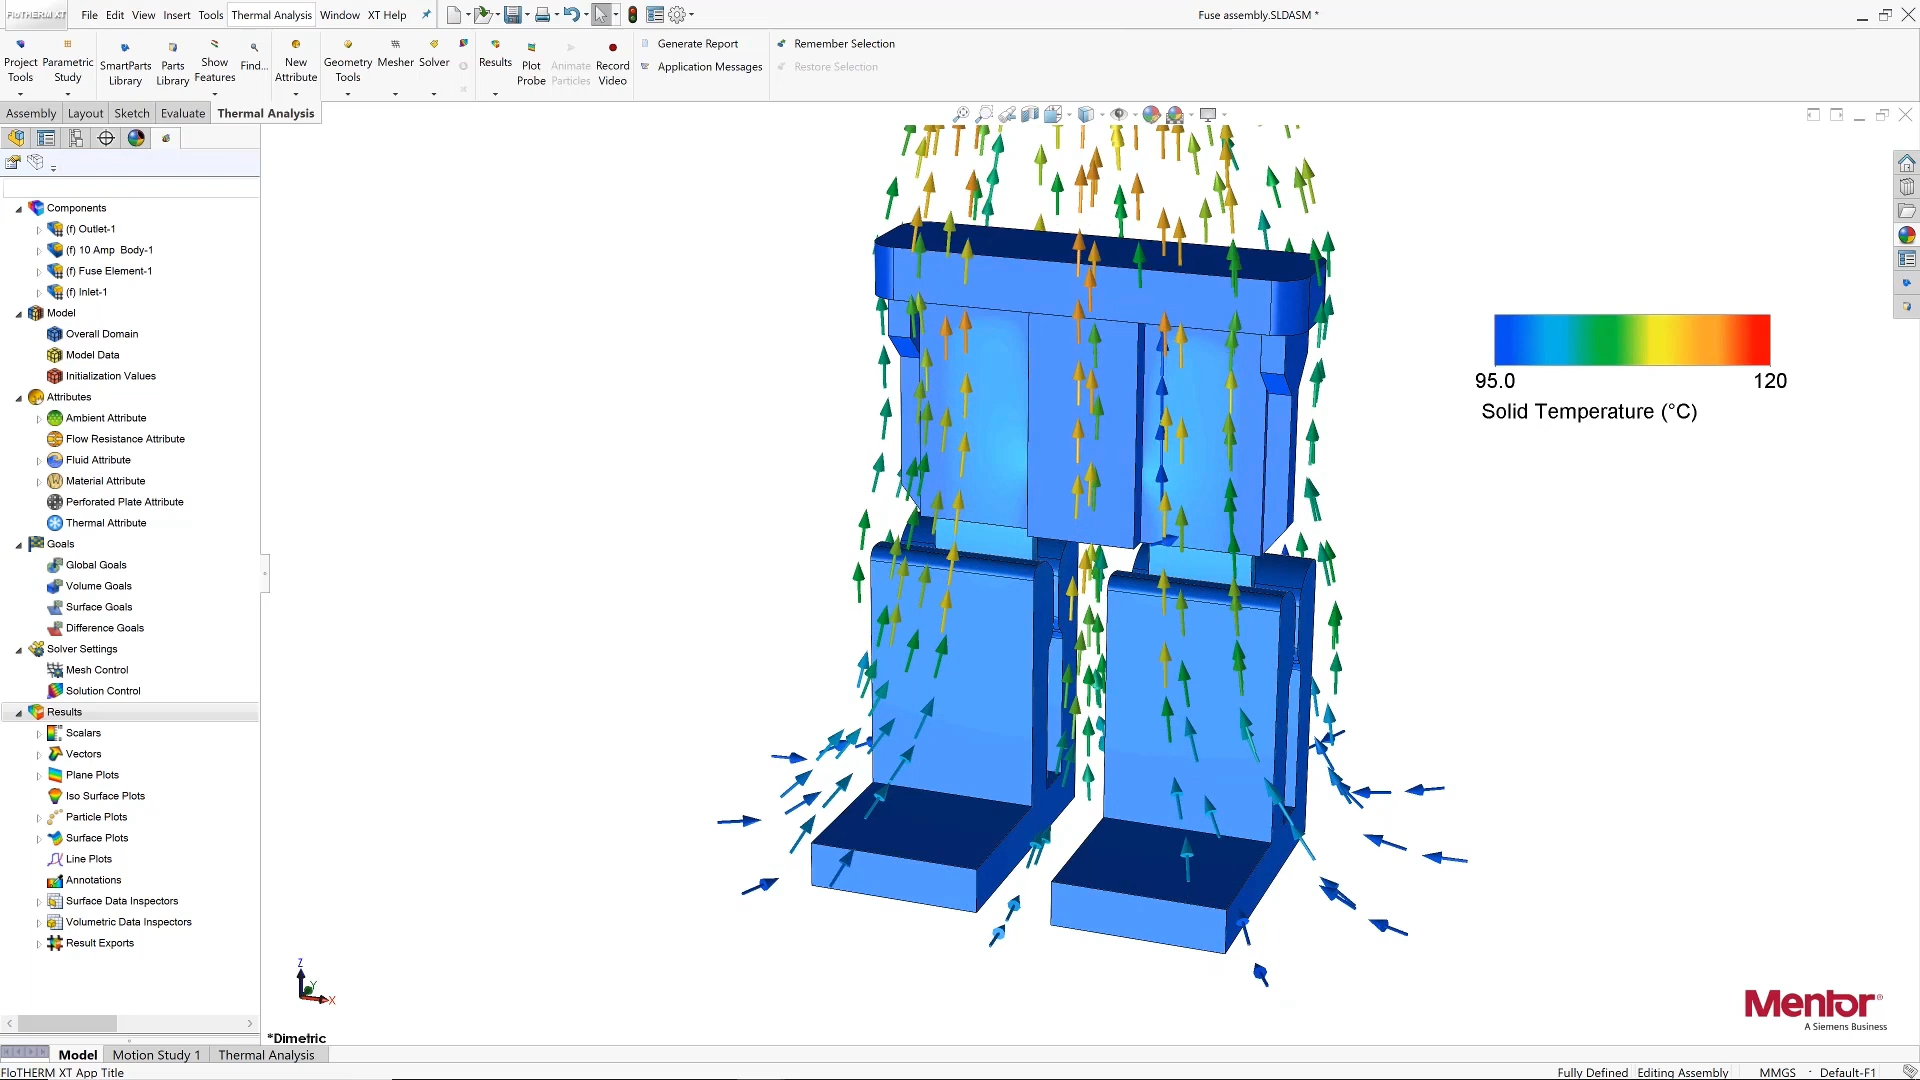 FloTHERM XT File Edit View Insert Tools Thermal Analysis Window XT Help Fuse assembly.SLDASM *
Project Tools
Parametric Study
SmartParts Library
Parts Library
Show Features
Find...
New Attribute
Geometry Tools
Mesher
Solver
Results
Plot Probe
Animate Particles
Record Video
Generate Report
Application Messages
Remember Selection
Restore Selection
Assembly Layout Sketch Evaluate Thermal Analysis
Components
(f) Outlet-1
(f) 10 Amp Body-1
(f) Fuse Element-1
(f) Inlet-1
Model
Overall Domain
Model Data
Initialization Values
Attributes
Ambient Attribute
Flow Resistance Attribute
Fluid Attribute
Material Attribute
Perforated Plate Attribute
Thermal Attribute
Goals
Global Goals
Volume Goals
Surface Goals
Difference Goals
Solver Settings
Mesh Control
Solution Control
Results
Scalars
Vectors
Plane Plots
Iso Surface Plots
Particle Plots
Surface Plots
Line Plots
Annotations
Surface Data Inspectors
Volumetric Data Inspectors
Result Exports
95.0 120
Solid Temperature (°C)
Z
Y
X
*Dimetric
Mentor®
A Siemens Business
Model Motion Study 1 Thermal Analysis
FloTHERM XT App Title Fully Defined Editing Assembly MMGS - Default-F1